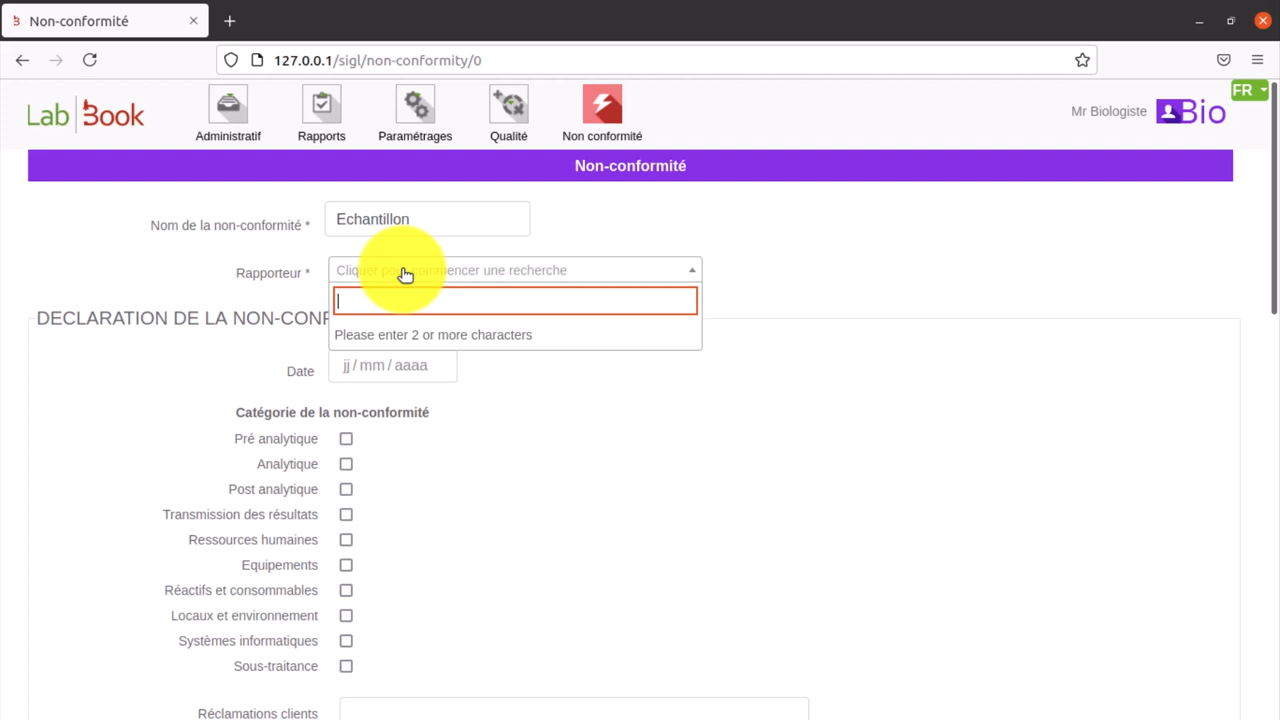 Non-conformité
127.0.0.1/sigl/non-conformity/0
Lab Book
Administratif
Rapports
Paramétrages
Qualité
Non conformité
Mr Biologiste
Bio
FR
Non-conformité
Nom de la non-conformité * Echantillon
Rapporteur * Cliquer pour commencer une recherche
Please enter 2 or more characters
DECLARATION DE LA NON-CONF
Date jj/mm/aaaa
Catégorie de la non-conformité
Pré analytique
Analytique
Post analytique
Transmission des résultats
Ressources humaines
Equipements
Réactifs et consommables
Locaux et environnement
Systèmes informatiques
Sous-traitance
Réclamations clients